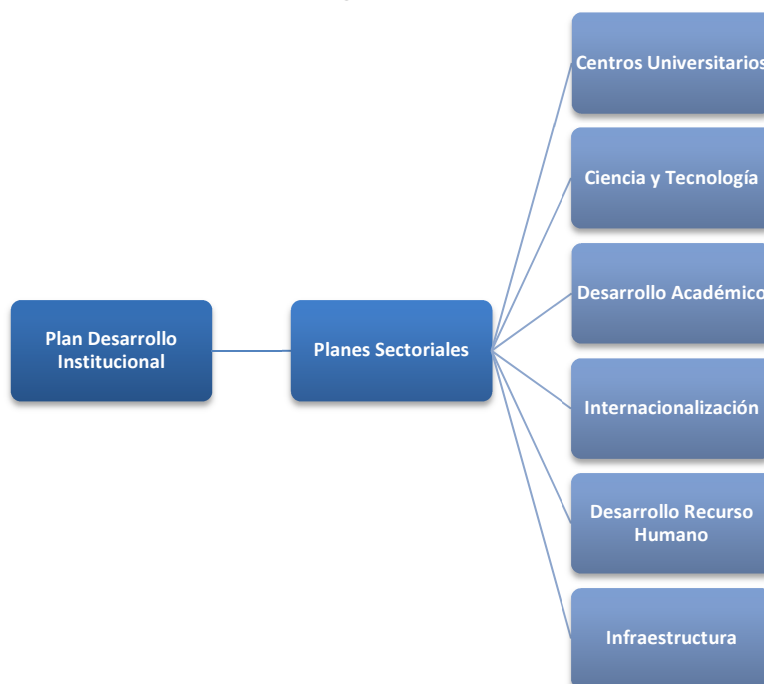 Plan Desarrollo
Institucional
Planes Sectoriales
Centros Universitarios
Ciencia y Tecnología
Desarrollo Académico
Internacionalización
Desarrollo Recurso
Humano
Infraestructura